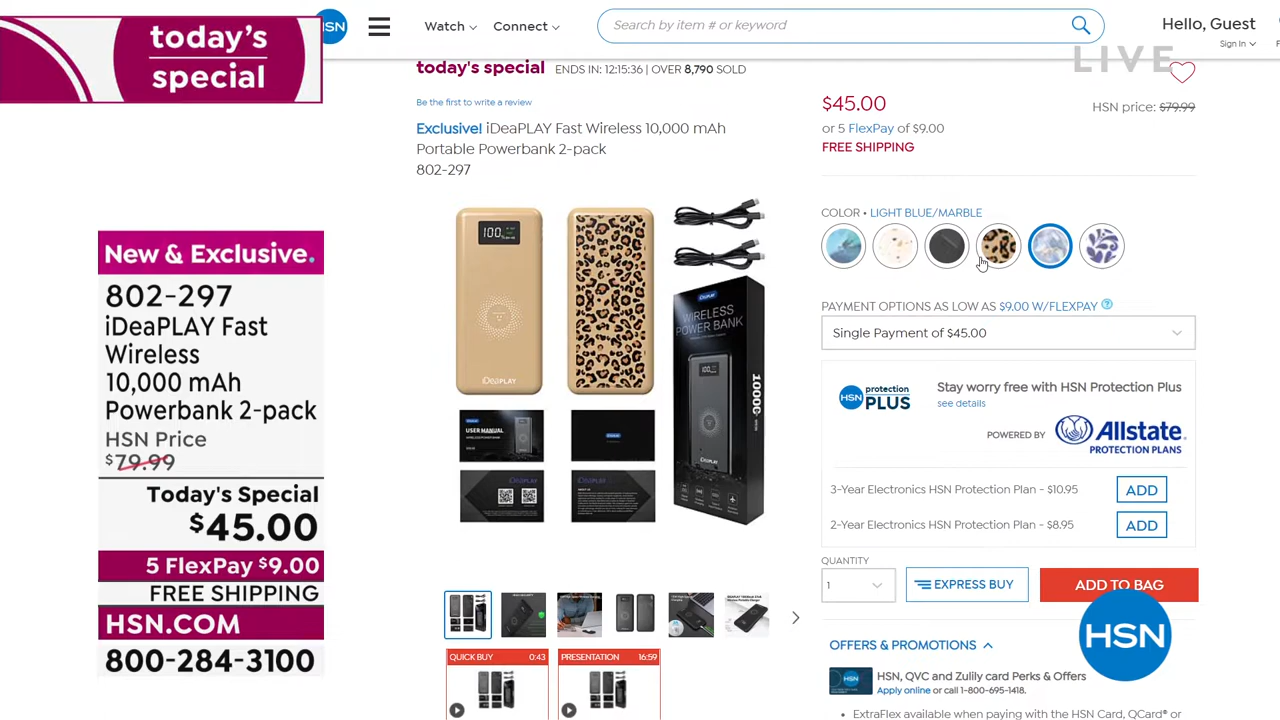 today's
special
HSN
Watch
Connect
Search by item # or keyword
Hello, Guest
Sign In
LIVE
today's special ENDS IN: 12:15:36 | OVER 8,790 SOLD
Be the first to write a review
Exclusive! iDeaPLAY Fast Wireless 10,000 mAh
Portable Powerbank 2-pack
802-297
$45.00
HSN price: $79.99
or 5 FlexPay of $9.00
FREE SHIPPING
COLOR • LIGHT BLUE/MARBLE
PAYMENT OPTIONS AS LOW AS $9.00 W/FLEXPAY ?
Single Payment of $45.00
HSN protection PLUS
Stay worry free with HSN Protection Plus
see details
POWERED BY Allstate.
PROTECTION PLANS
3-Year Electronics HSN Protection Plan - $10.95 ADD
2-Year Electronics HSN Protection Plan - $8.95 ADD
QUANTITY
1
EXPRESS BUY
ADD TO BAG
HSN
OFFERS & PROMOTIONS
HSN, QVC and Zulily card Perks & Offers
Apply online or call 1-800-695-1418.
• ExtraFlex available when paying with the HSN Card, QCard® or
New & Exclusive.
802-297
iDeaPLAY Fast
Wireless
10,000 mAh
Powerbank 2-pack
HSN Price
$79.99
Today's Special
$45.00
5 FlexPay $9.00
FREE SHIPPING
HSN.COM
800-284-3100
100
iDeaPLAY
WIRELESS
POWER BANK
10000
USER MANUAL
QUICK BUY 0:43
PRESENTATION 16:59